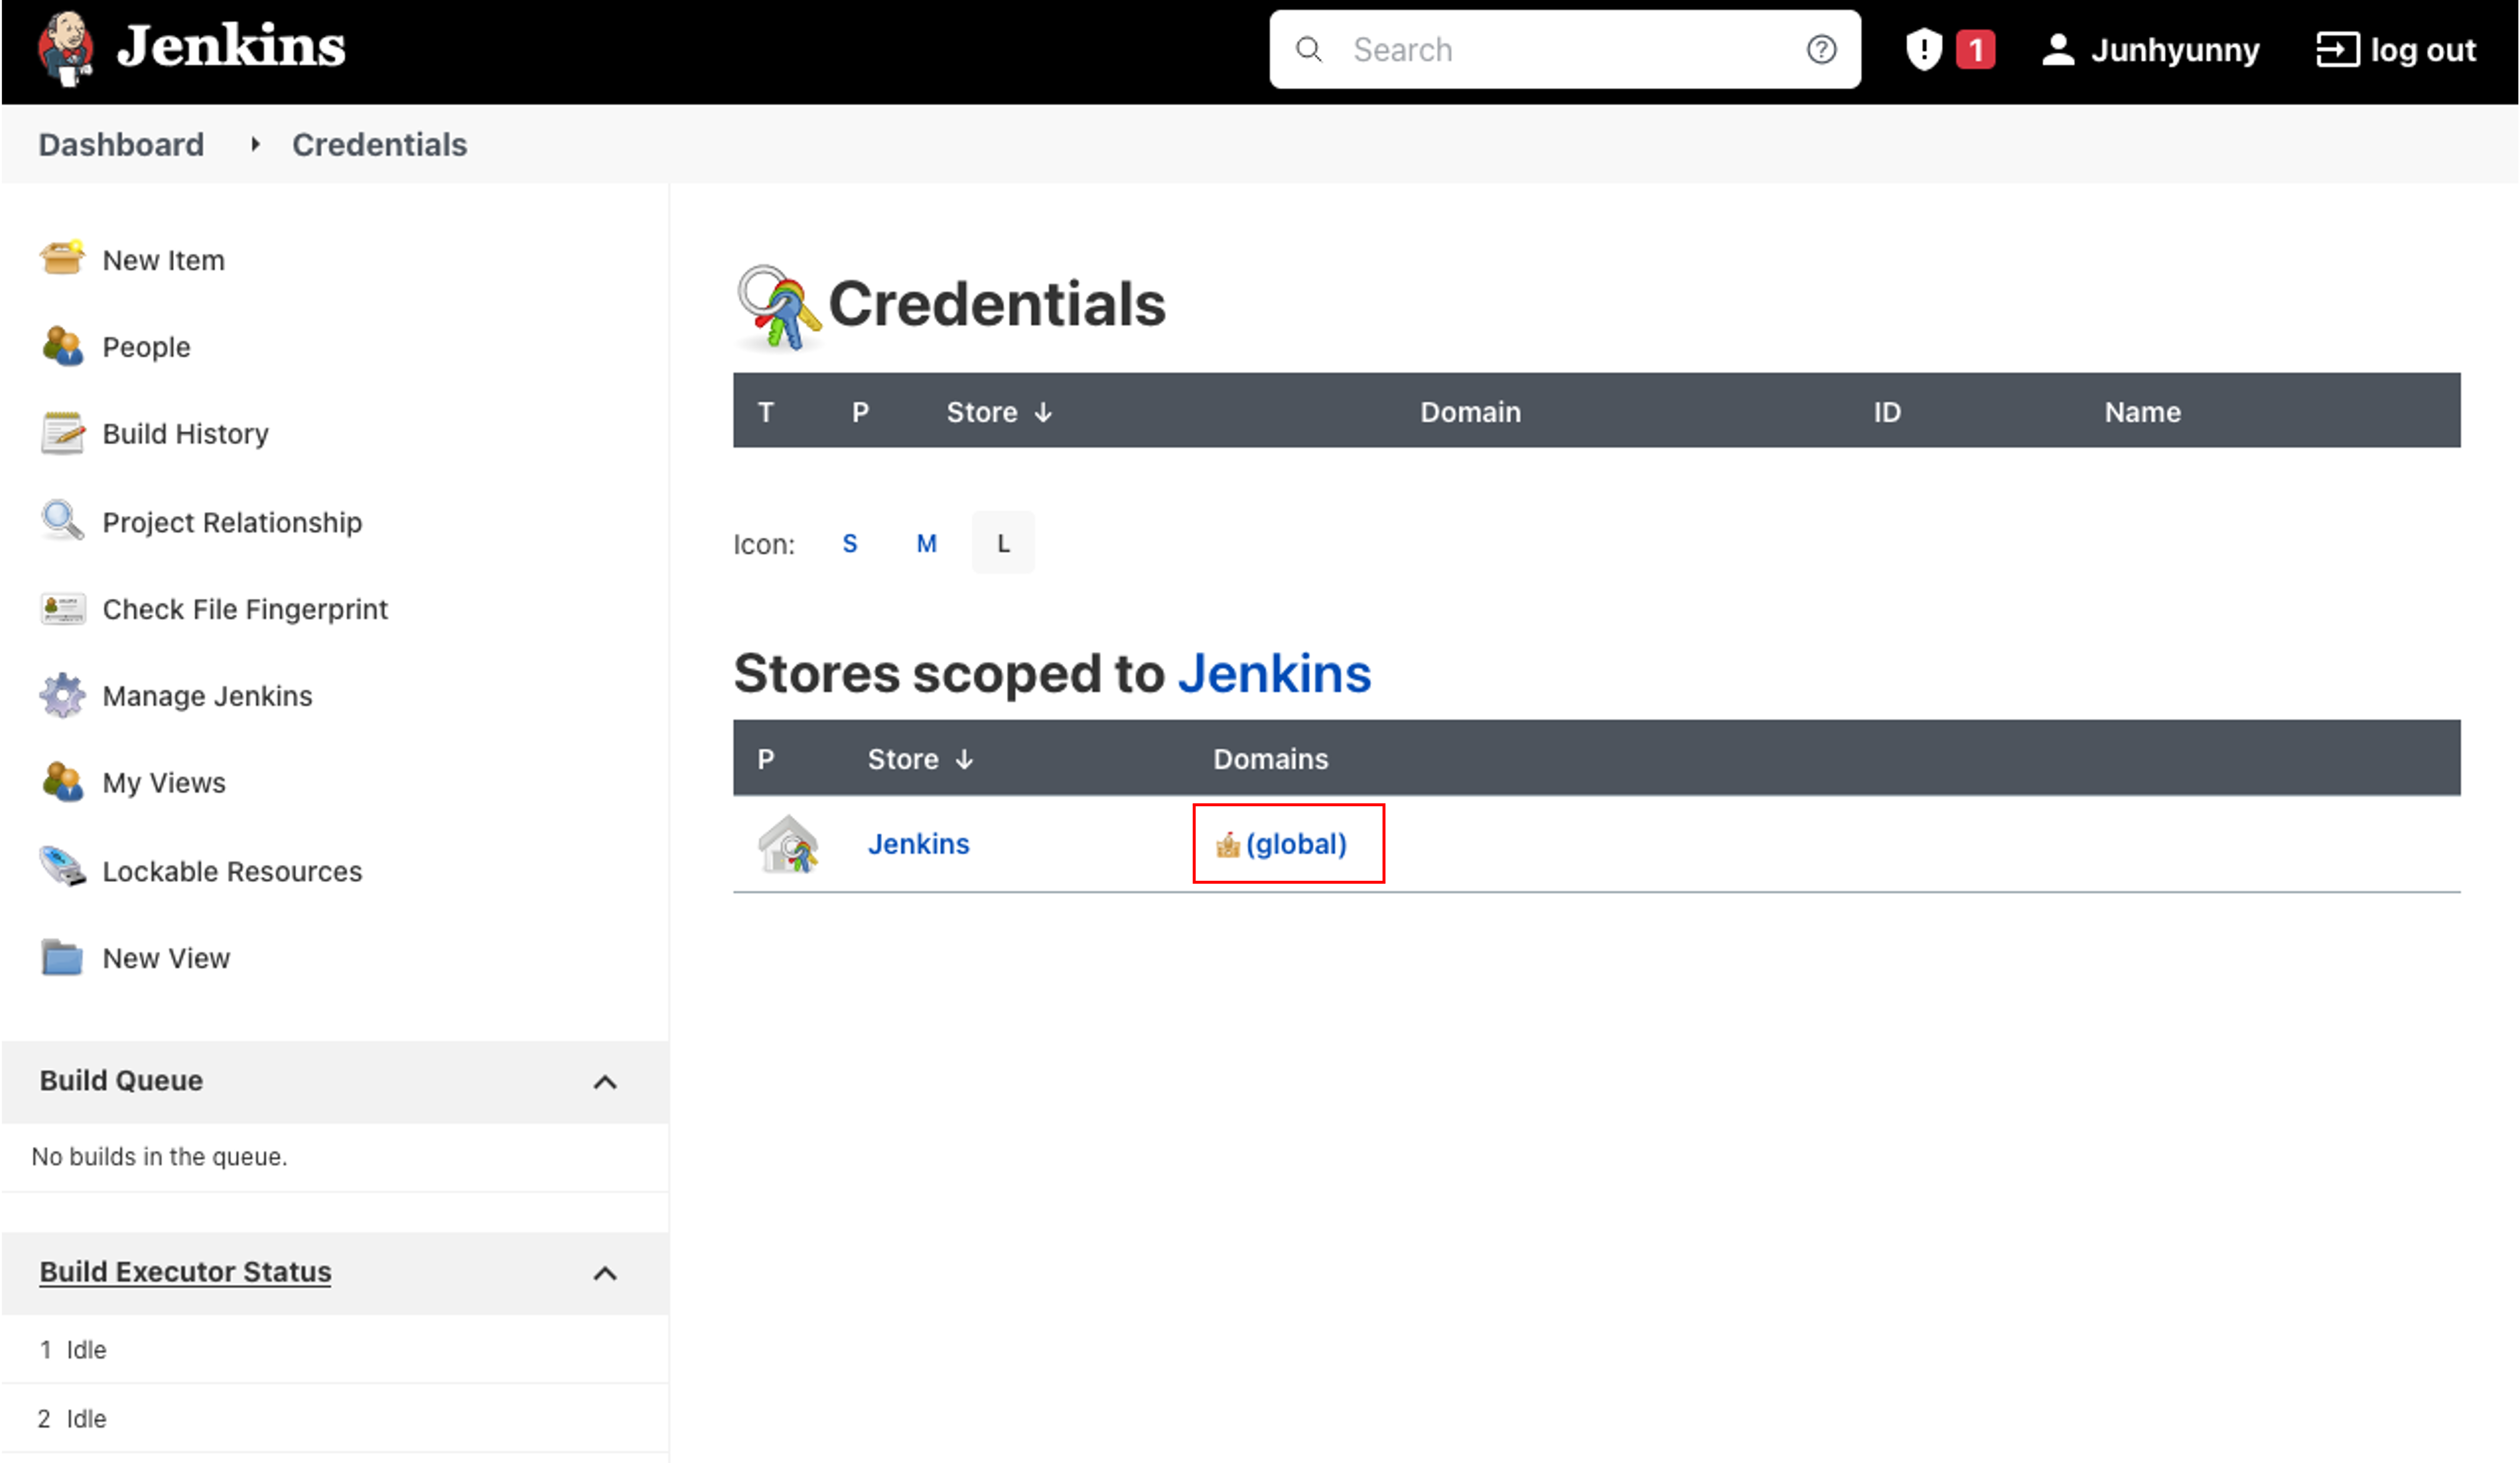 Jenkins
Search
1
Junhyunny
log out
Dashboard
Credentials
New Item
People
Build History
Project Relationship
Check File Fingerprint
Manage Jenkins
My Views
Lockable Resources
New View
Build Queue
No builds in the queue.
Build Executor Status
1 Idle
2 Idle
Credentials
T P Store ↓ Domain ID Name
Icon: S M L
Stores scoped to Jenkins
P Store ↓ Domains
Jenkins (global)